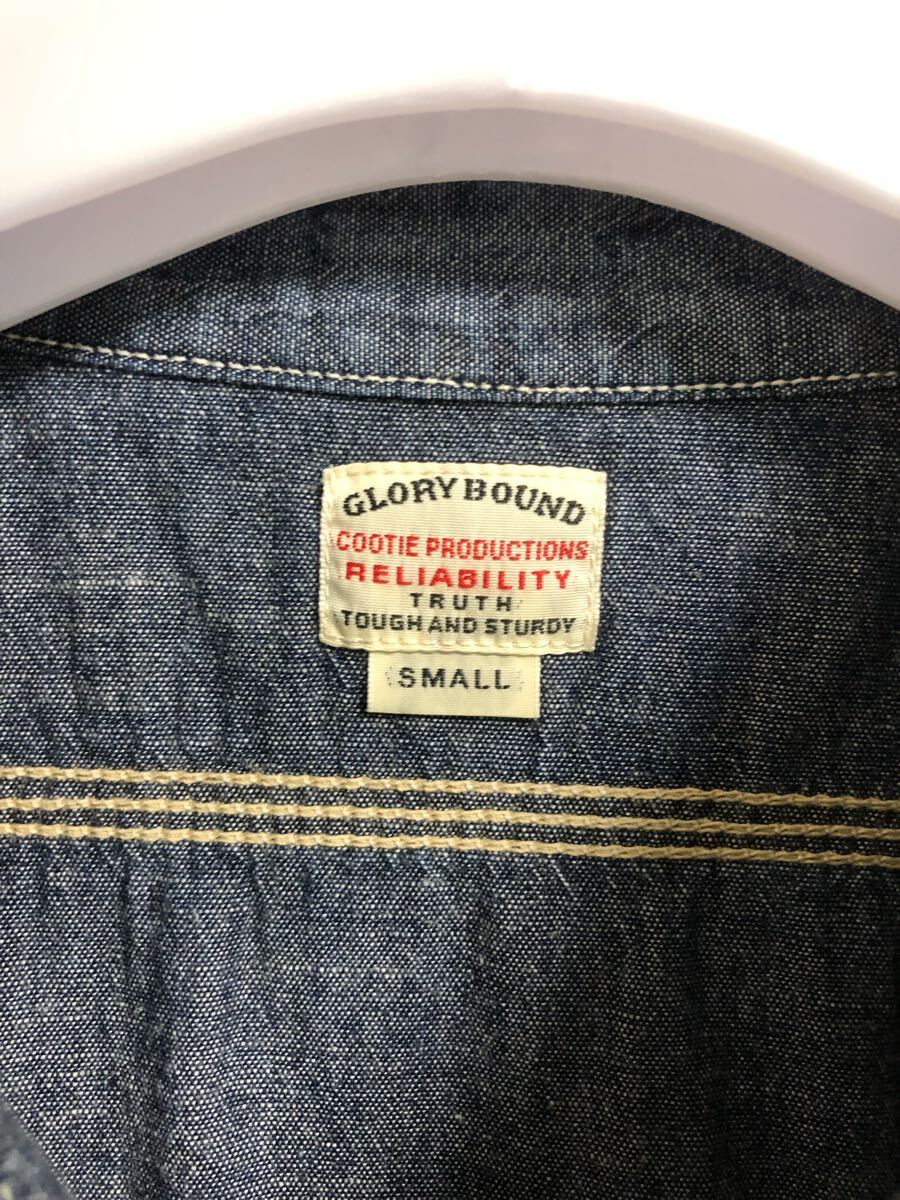 GLORY BOUND
COOTIE PRODUCTIONS
RELIABILITY
TRUTH
TOUGH AND STURDY
SMALL